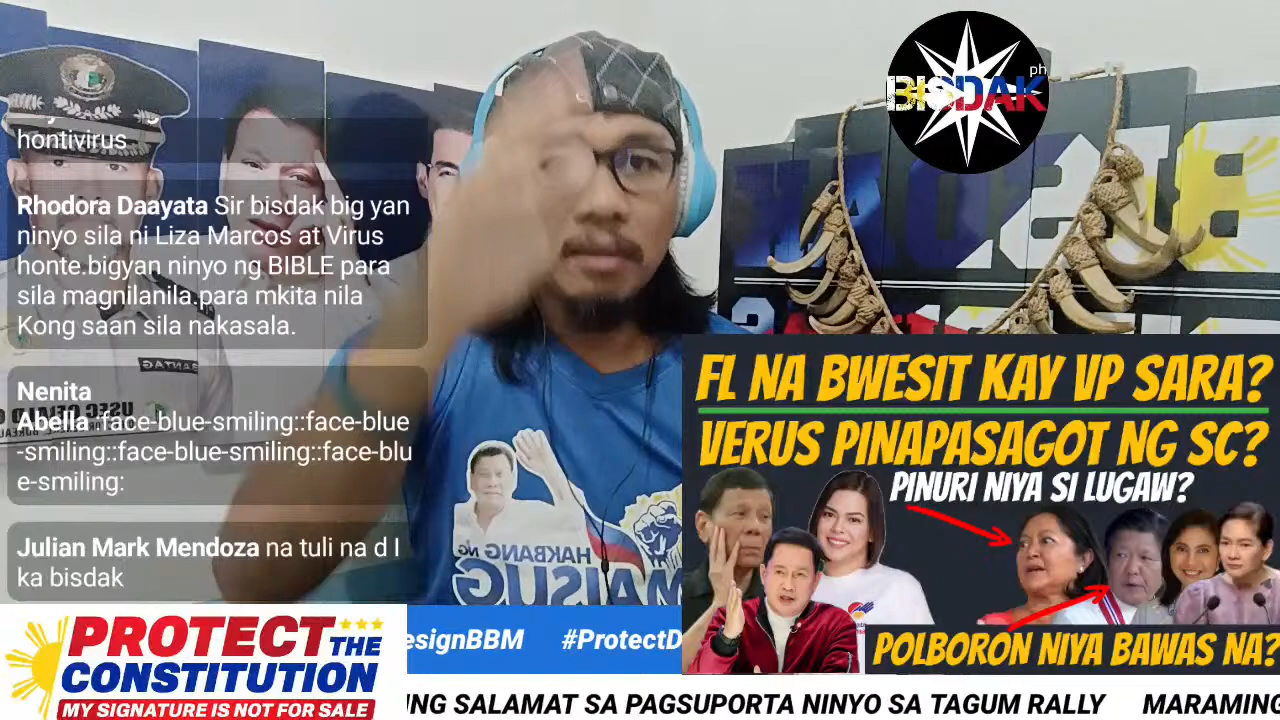 hontivirus
Rhodora Daayata Sir bisdak big yan
ninyo sila ni Liza Marcos at Virus
honte.bigyan ninyo ng BIBLE para
sila magnilanila.para mkita nila
Kong saan sila nakasala.
Nenita
Abella :face-blue-smiling::face-blue
-smiling::face-blue-smiling::face-blu
e-smiling:
Julian Mark Mendoza na tuli na d I
ka bisdak
BISDAK
ph
BANTAG
HAKBANG NG
MAISUG
FL NA BWESIT KAY VP SARA?
VERUS PINAPASAGOT NG SC?
PINURI NIYA SI LUGAW?
POLBORON NIYA BAWAS NA?
PROTECT THE
CONSTITUTION
MY SIGNATURE IS NOT FOR SALE
esignBBM #ProtectD
NG SALAMAT SA PAGSUPORTA NINYO SA TAGUM RALLY MARAMING